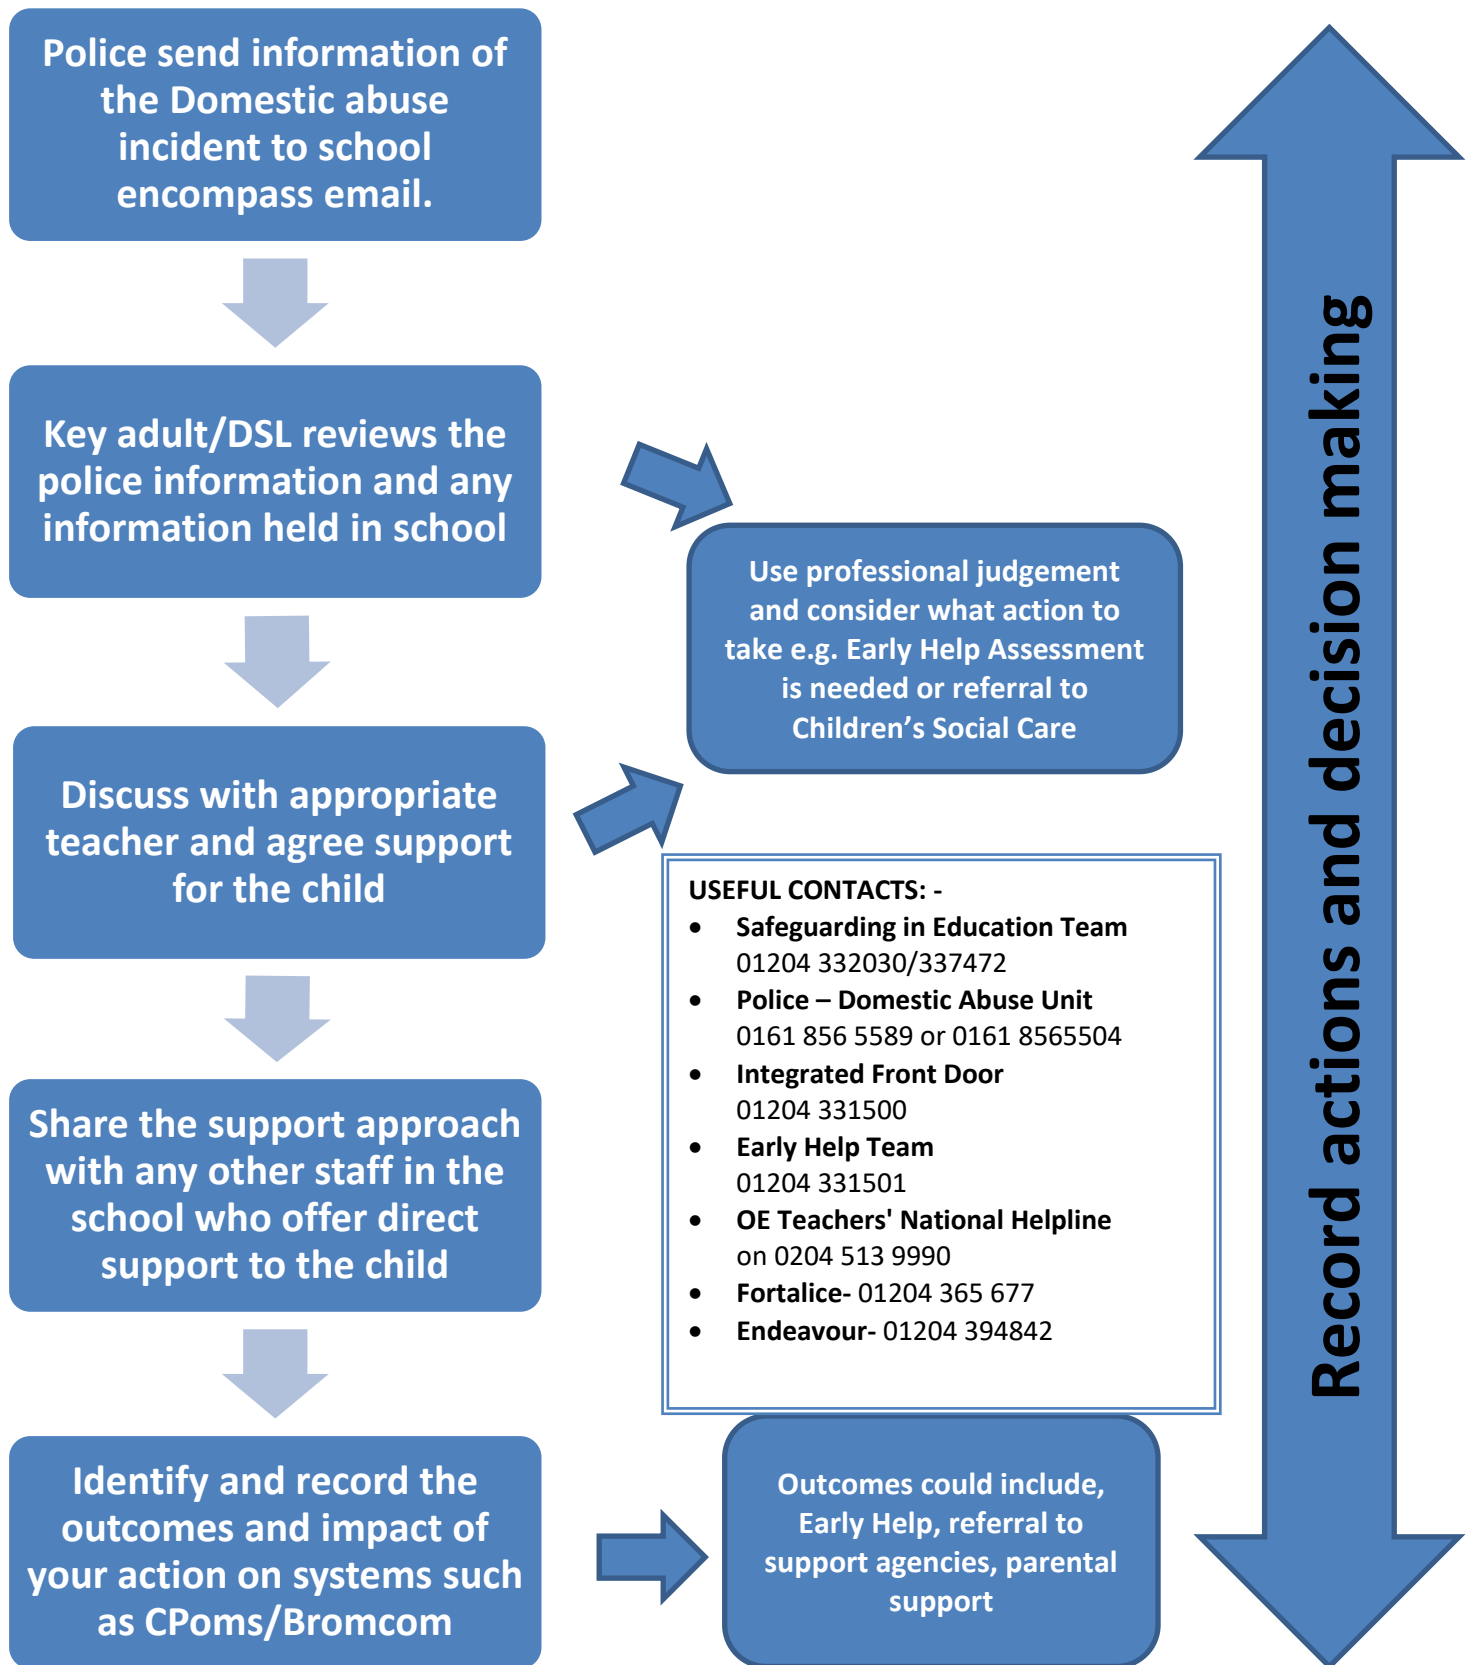 Police send information of
the Domestic abuse
incident to school
encompass email.
Key adult/DSL reviews the
police information and any
information held in school
Use professional judgement
and consider what action to
take e.g. Early Help Assessment
is needed or referral to
Children’s Social Care
Discuss with appropriate
teacher and agree support
for the child
USEFUL CONTACTS: -
• Safeguarding in Education Team
01204 332030/337472
• Police – Domestic Abuse Unit
0161 856 5589 or 0161 8565504
• Integrated Front Door
01204 331500
• Early Help Team
01204 331501
• OE Teachers' National Helpline
on 0204 513 9990
• Fortalice- 01204 365 677
• Endeavour- 01204 394842
Share the support approach
with any other staff in the
school who offer direct
support to the child
Identify and record the
outcomes and impact of
your action on systems such
as CPoms/Bromcom
Outcomes could include,
Early Help, referral to
support agencies, parental
support
Record actions and decision making